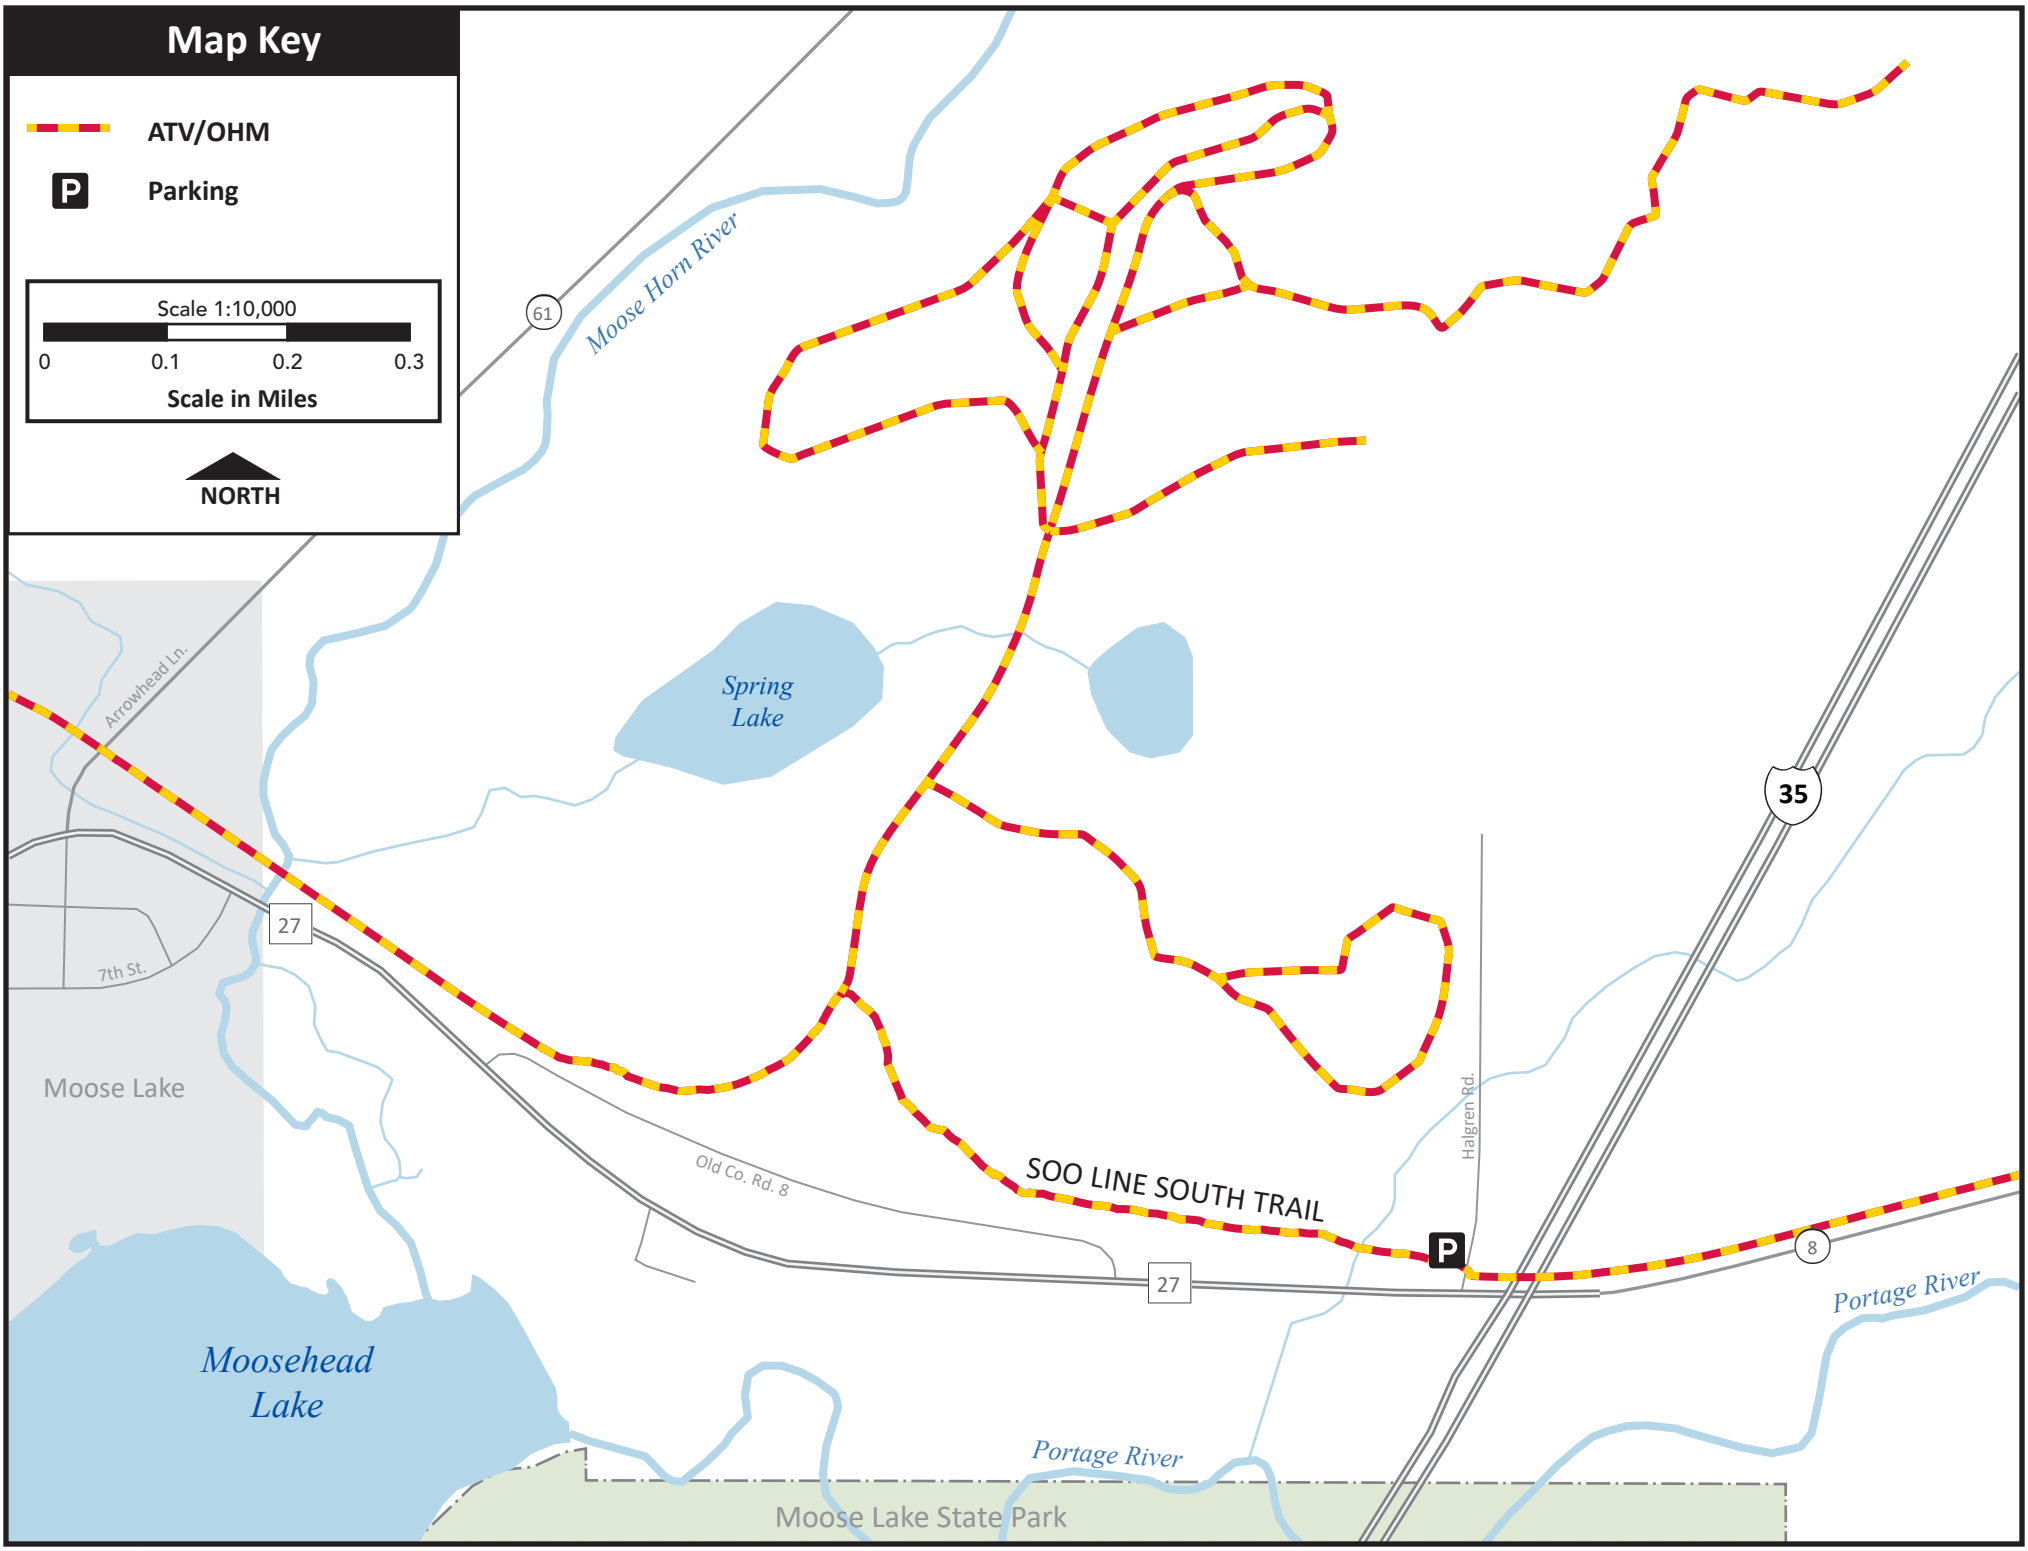 Map Key
ATV/OHM
P
Parking
Scale 1:10,000
0 0.1 0.2 0.3
Scale in Miles
NORTH
61
Moose Horn River
Arrowhead Ln.
Spring
Lake
35
27
7th St.
Moose Lake
Old Co. Rd. 8
SOO LINE SOUTH TRAIL
Halgren Rd.
P
8
27
Portage River
Moosehead
Lake
Portage River
Moose Lake State Park